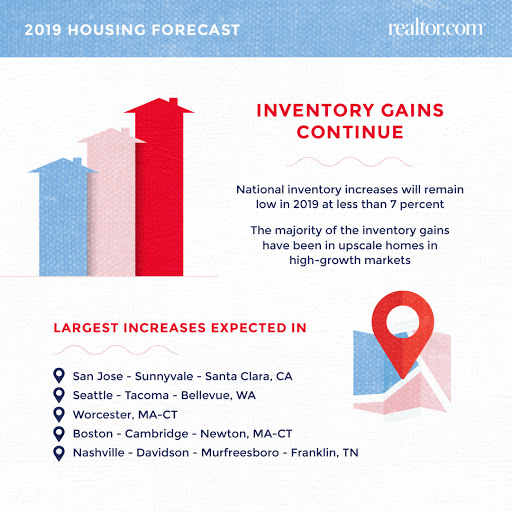 2019 HOUSING FORECAST
realtor.com
INVENTORY GAINS
CONTINUE
National inventory increases will remain
low in 2019 at less than 7 percent
The majority of the inventory gains
have been in upscale homes in
high-growth markets
LARGEST INCREASES EXPECTED IN
San Jose - Sunnyvale - Santa Clara, CA
Seattle - Tacoma - Bellevue, WA
Worcester, MA-CT
Boston - Cambridge - Newton, MA-CT
Nashville - Davidson - Murfreesboro - Franklin, TN